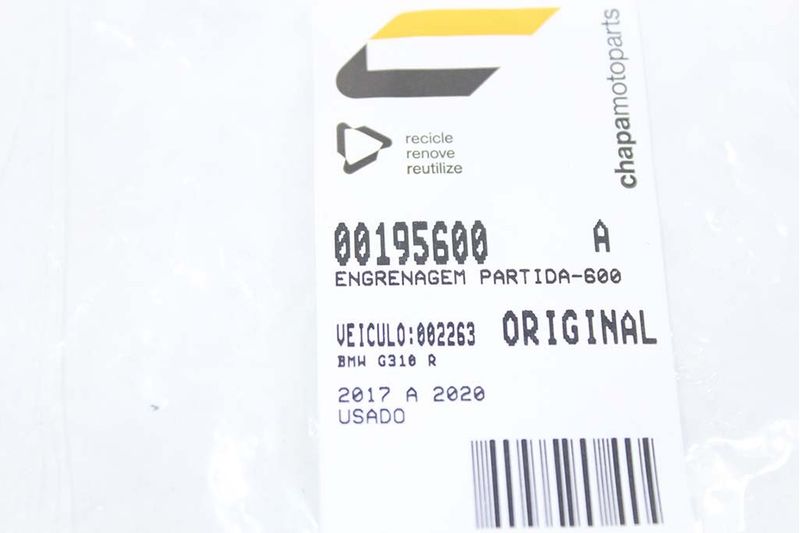 chapamotoparts
recicle
renove
reutilize
00195600 A
ENGRENAGEM PARTIDA-600
VEICULO:002263 ORIGINAL
BMW G310 R
2017 A 2020
USADO